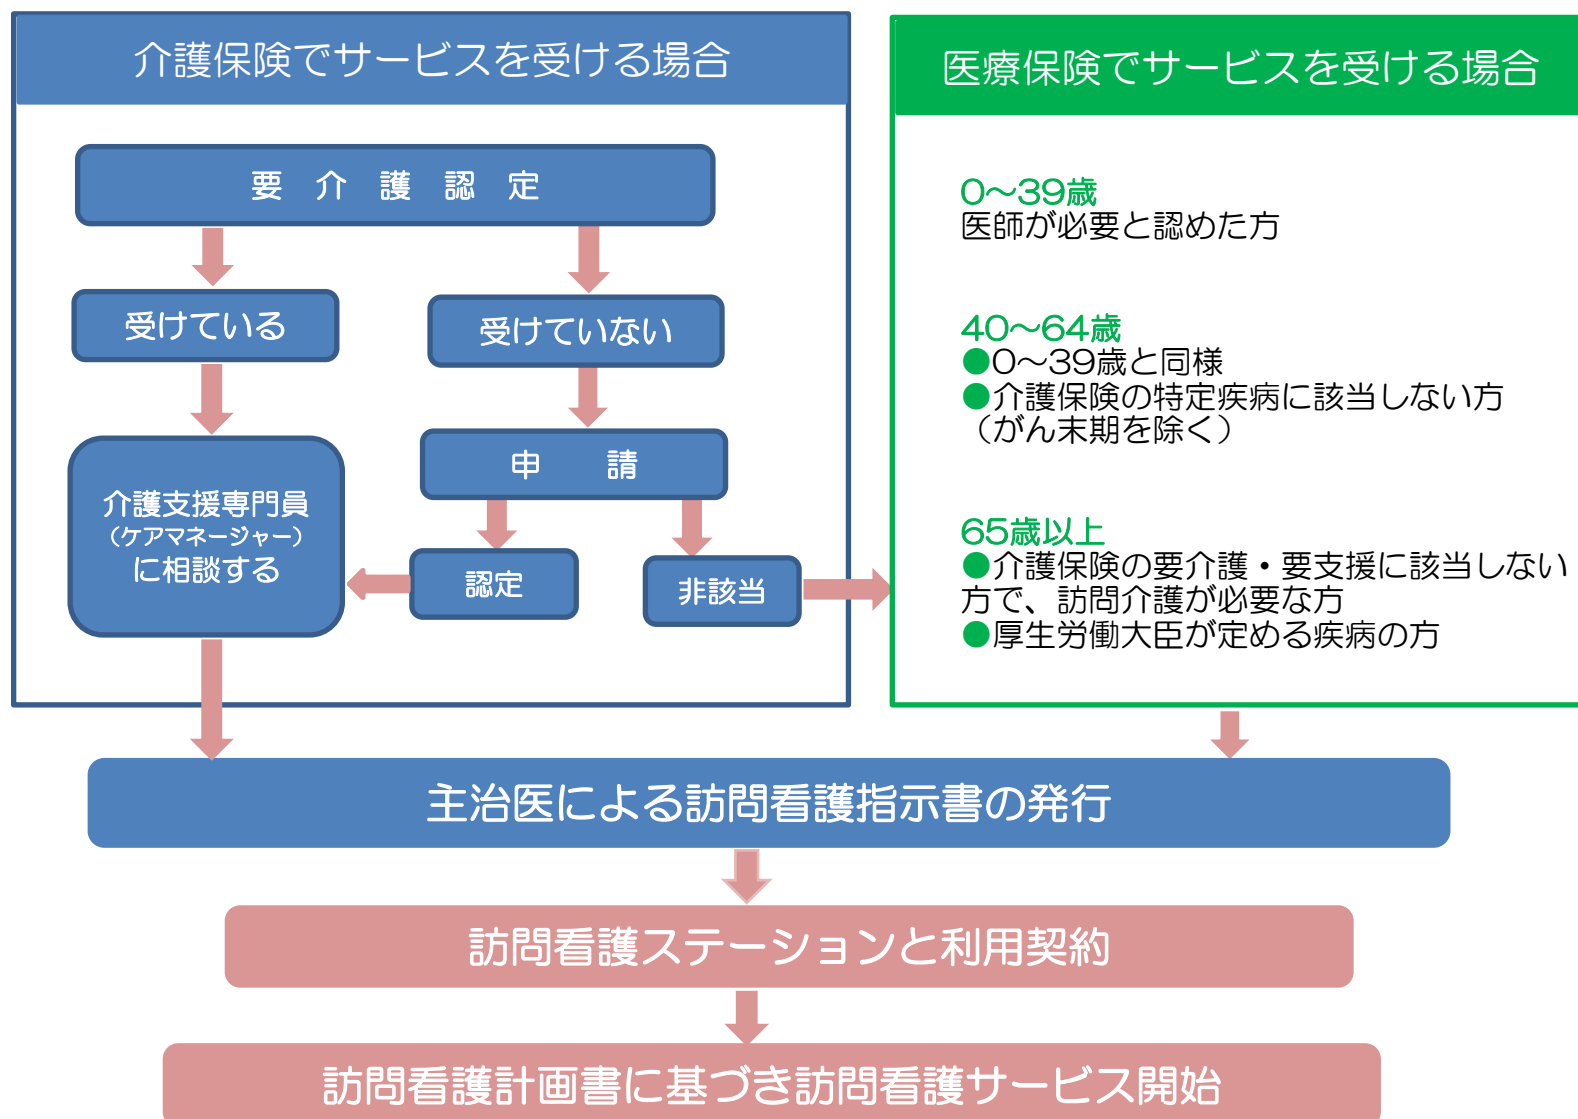 介護保険でサービスを受ける場合
要介護認定
受けている
受けていない
申請
介護支援専門員
（ケアマネージャー）
に相談する
認定
非該当
医療保険でサービスを受ける場合
0～39歳
医師が必要と認めた方
40～64歳
●0～39歳と同様
●介護保険の特定疾病に該当しない方
（がん末期を除く）
65歳以上
●介護保険の要介護・要支援に該当しない
方で、訪問介護が必要な方
●厚生労働大臣が定める疾病の方
主治医による訪問看護指示書の発行
訪問看護ステーションと利用契約
訪問看護計画書に基づき訪問看護サービス開始